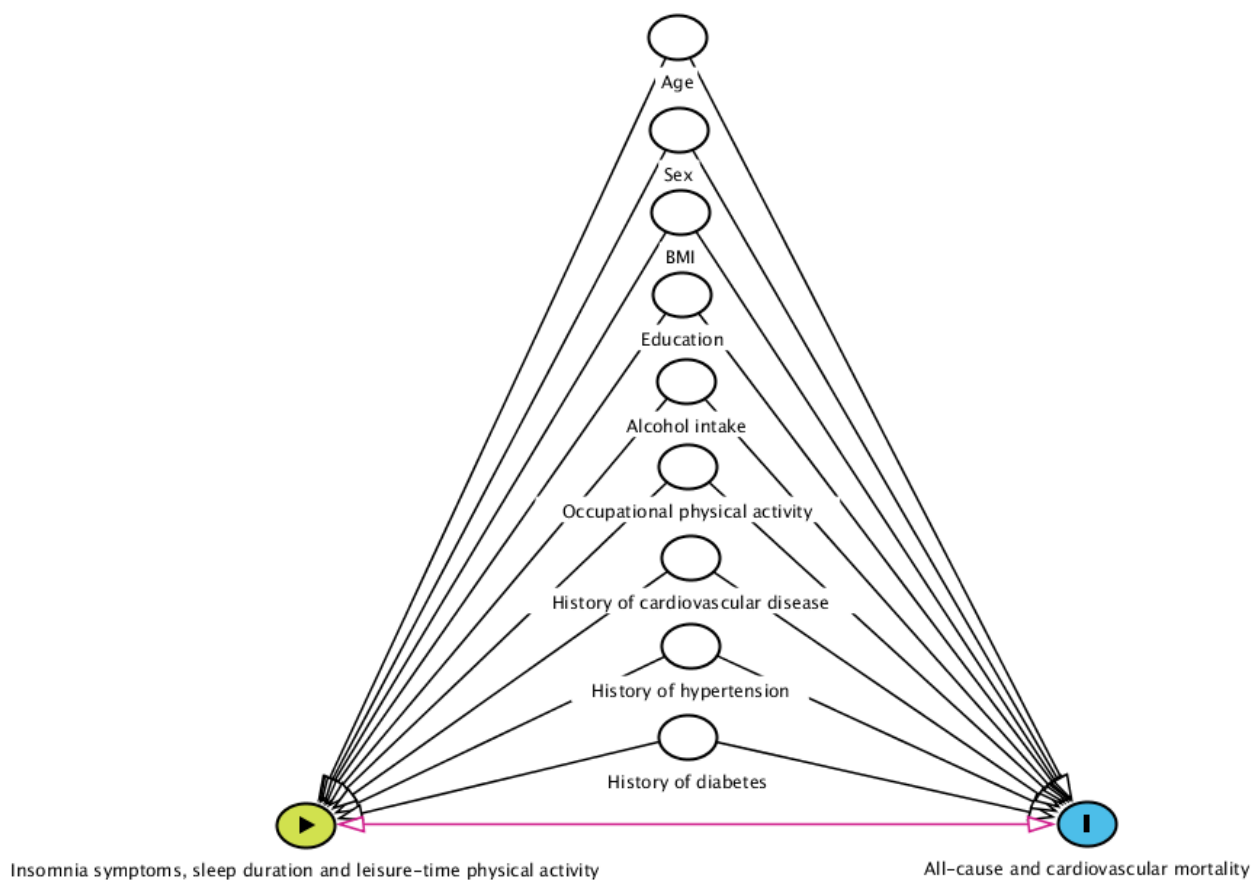 Age
Sex
BMI
Education
Alcohol intake
Occupational physical activity
History of cardiovascular disease
History of hypertension
History of diabetes
Insomnia symptoms, sleep duration and leisure-time physical activity
All-cause and cardiovascular mortality